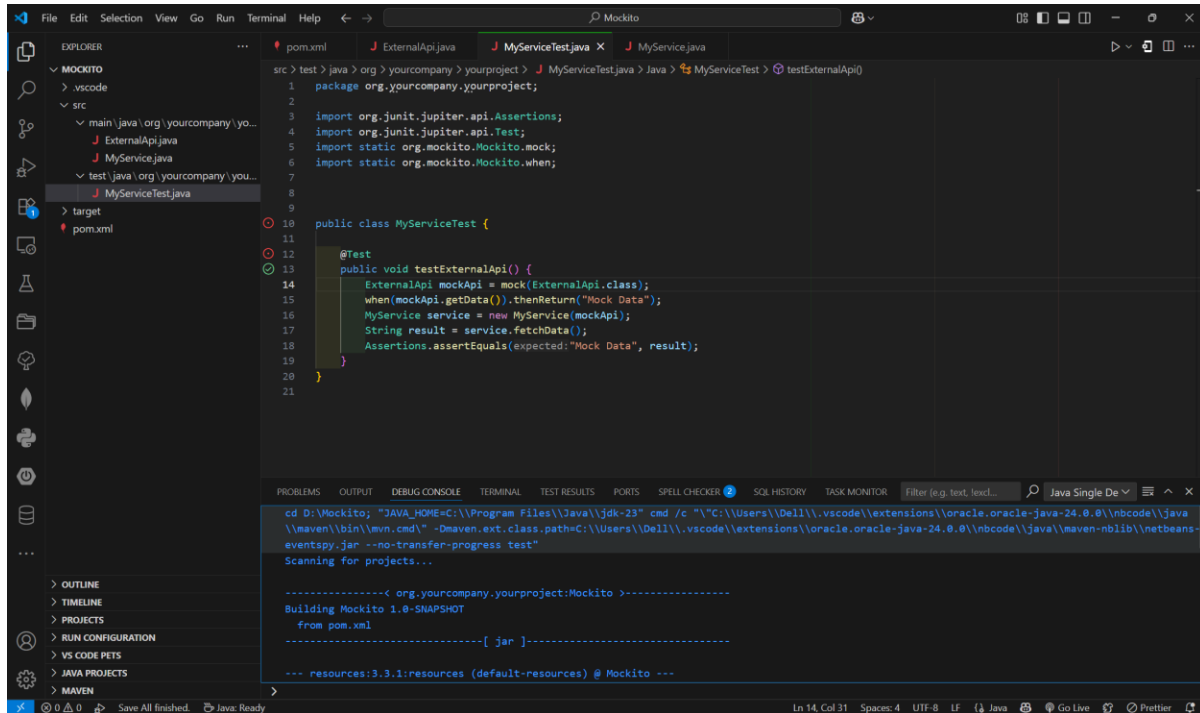 File Edit Selection View Go Run Terminal Help
Mockito
EXPLORER
MOCKITO
.vscode
src
main\java\org\yourcompany\yo...
ExternalApi.java
MyService.java
test\java\org\yourcompany\you...
MyServiceTest.java
target
pom.xml
OUTLINE
TIMELINE
PROJECTS
RUN CONFIGURATION
VS CODE PETS
JAVA PROJECTS
MAVEN
pom.xml J ExternalApi.java J MyServiceTest.java J MyService.java
src > test > java > org > yourcompany > yourproject > J MyServiceTest.java > Java > MyServiceTest > testExternalApi()
1 package org.yourcompany.yourproject;
2
3 import org.junit.jupiter.api.Assertions;
4 import org.junit.jupiter.api.Test;
5 import static org.mockito.Mockito.mock;
6 import static org.mockito.Mockito.when;
7
8
9
10 public class MyServiceTest {
11
12 @Test
13 public void testExternalApi() {
14 ExternalApi mockApi = mock(ExternalApi.class);
15 when(mockApi.getData()).thenReturn("Mock Data");
16 MyService service = new MyService(mockApi);
17 String result = service.fetchData();
18 Assertions.assertEquals(expected:"Mock Data", result);
19 }
20 }
21
PROBLEMS OUTPUT DEBUG CONSOLE TERMINAL TEST RESULTS PORTS SPELL CHECKER 2 SQL HISTORY TASK MONITOR Filter (e.g. text, !excl... Java Single De
cd D:\Mockito; "JAVA_HOME=C:\\Program Files\\Java\\jdk-23" cmd /c "\"C:\\Users\\Dell\\.vscode\\extensions\\oracle.oracle-java-24.0.0\\nbcode\\java
\\maven\\bin\\mvn.cmd\" -Dmaven.ext.class.path=C:\\Users\\Dell\\.vscode\\extensions\\oracle.oracle-java-24.0.0\\nbcode\\java\\maven-nblib\\netbeans-
eventspy.jar --no-transfer-progress test"
Scanning for projects...
----------------< org.yourcompany.yourproject:Mockito >-----------------
Building Mockito 1.0-SNAPSHOT
from pom.xml
--------------------------------[ jar ]---------------------------------
--- resources:3.3.1:resources (default-resources) @ Mockito ---
0 0 Save All finished. Java: Ready Ln 14, Col 31 Spaces: 4 UTF-8 LF Java Go Live Prettier